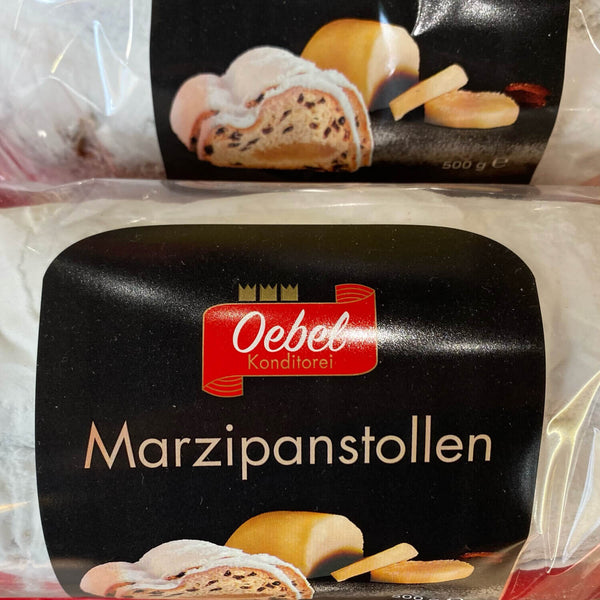 500 g ℮
Oebel
Konditorei
Marzipanstollen